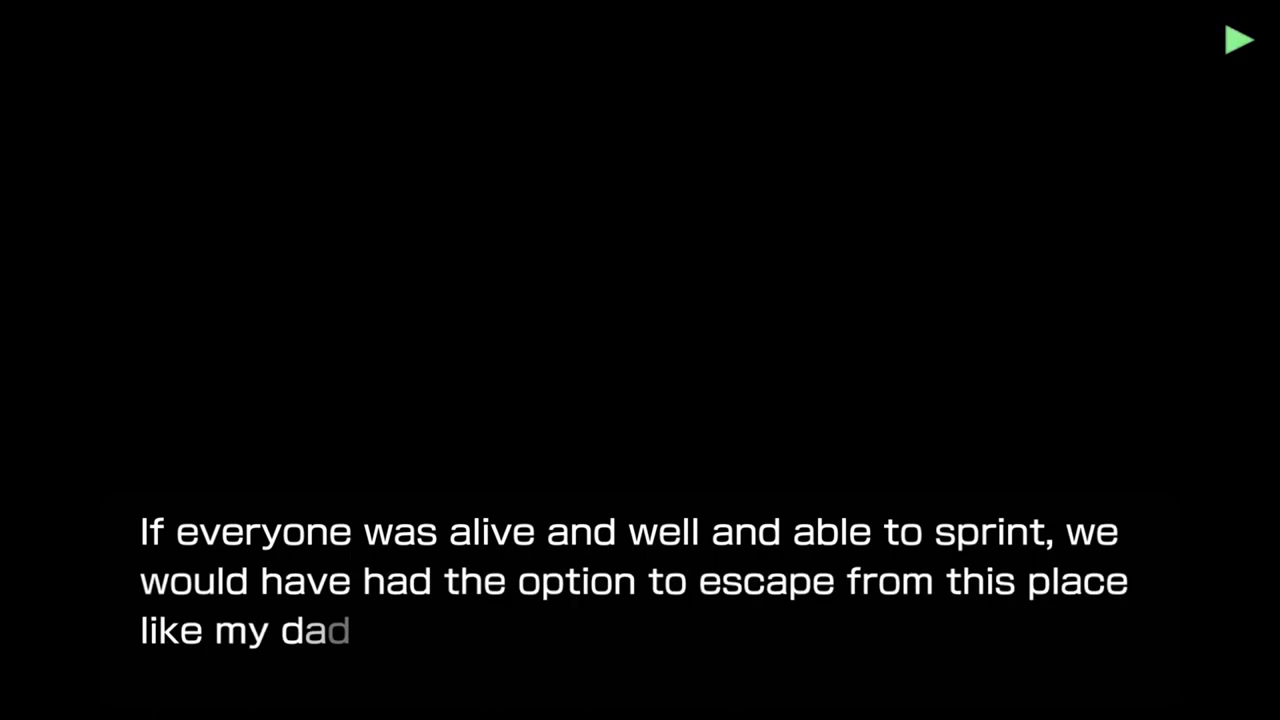 If everyone was alive and well and able to sprint, we
would have had the option to escape from this place
like my dad